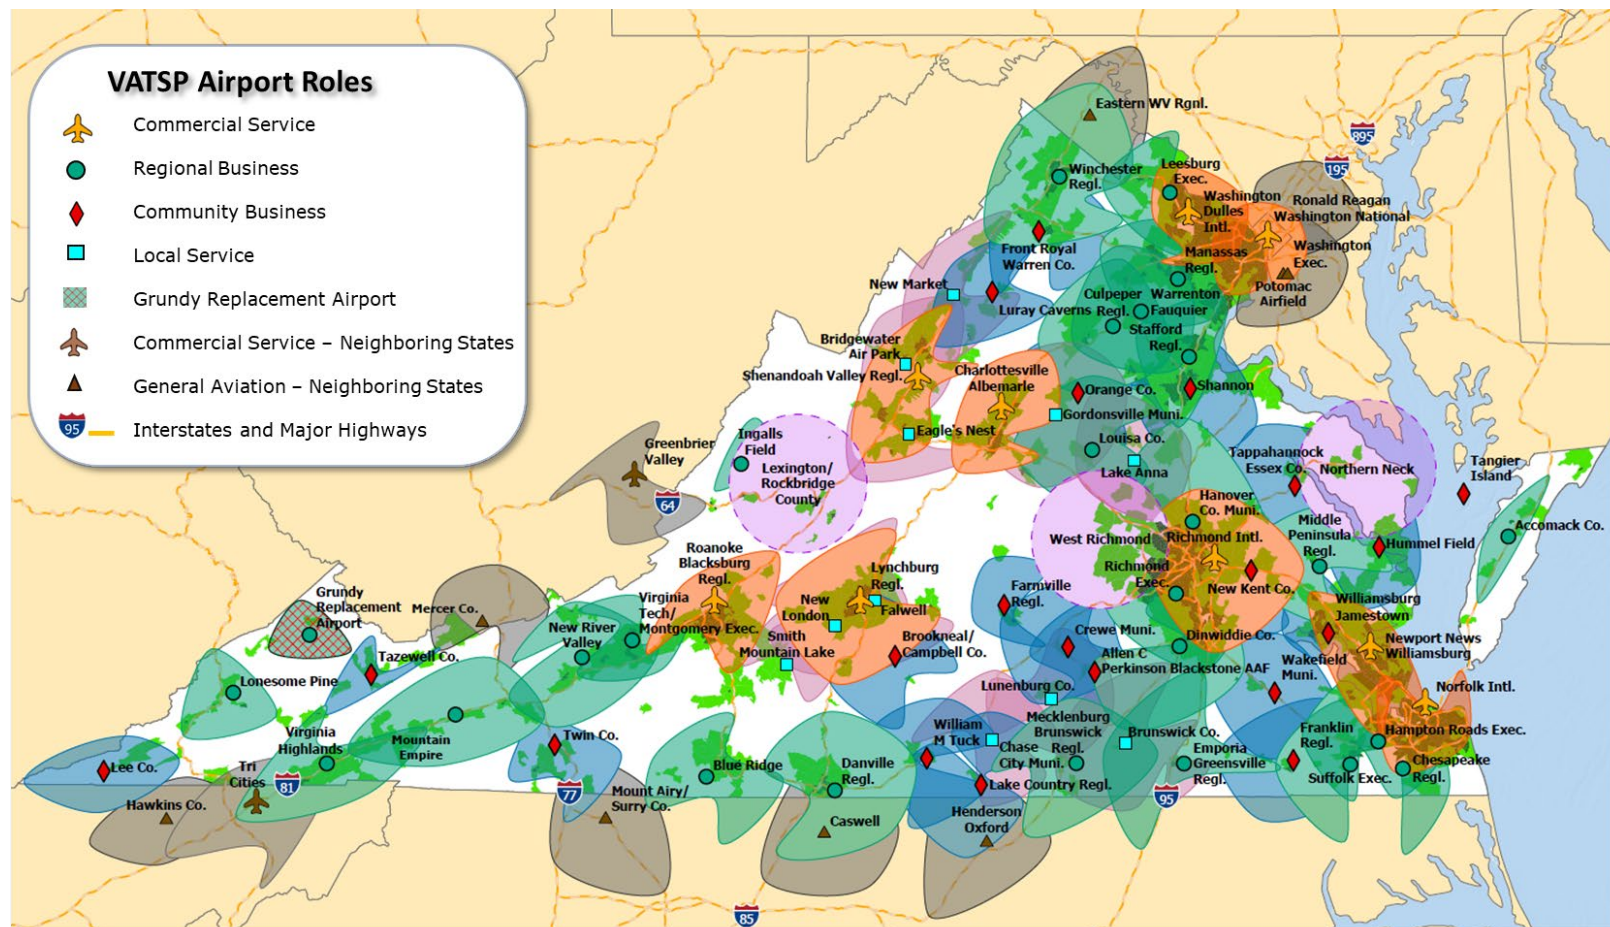 VATSP Airport Roles
Commercial Service
Regional Business
Community Business
Local Service
Grundy Replacement Airport
Commercial Service – Neighboring States
General Aviation – Neighboring States
95
Interstates and Major Highways
Eastern WV Rgnl.
895
195
Winchester
Regl.
Leesburg
Exec.
Washington
Dulles
Intl.
Ronald Reagan
Washington National
Washington
Exec.
Potomac
Airfield
Manassas
Regl.
Front Royal
Warren Co.
New Market
Luray Caverns
Culpeper
Regl.
Warrenton
Fauquier
Stafford
Regl.
Bridgewater
Air Park
Shenandoah Valley Regl.
Charlottesville
Albemarle
Orange Co.
Shannon
Gordonsville Muni.
Eagle's Nest
Louisa Co.
Lake Anna
Ingalls
Field
Lexington/
Rockbridge
County
Greenbrier
Valley
64
Tappahannock
Essex Co.
Northern Neck
Tangier
Island
Accomack Co.
Hanover
Co. Muni.
Middle
Peninsula
Regl.
Hummel Field
West Richmond
Richmond Intl.
Richmond
Exec.
New Kent Co.
Roanoke
Blacksburg
Regl.
Lynchburg
Regl.
Falwell
New
London
Smith
Mountain Lake
Brookneal/
Campbell Co.
Farmville
Regl.
Crewe Muni.
Allen C
Perkinson Blackstone AAF
Dinwiddie Co.
Williamsburg
Jamestown
Newport News
Williamsburg
Wakefield
Muni.
Norfolk Intl.
Hampton Roads Exec.
Grundy
Replacement
Airport
Mercer Co.
Virginia
Tech/
Montgomery Exec.
New River
Valley
Tazewell Co.
Lonesome Pine
Virginia
Highlands
Mountain
Empire
Twin Co.
Lee Co.
Tri
Cities
81
Hawkins Co.
77
Mount Airy/
Surry Co.
Blue Ridge
Danville
Regl.
Caswell
85
William
M Tuck
Lunenburg Co.
Mecklenburg
Brunswick
Regl.
Chase
City Muni.
Lake Country Regl.
Henderson
Oxford
Brunswick Co.
Emporia
Greensville
Regl.
95
Franklin
Regl.
Suffolk Exec.
Chesapeake
Regl.